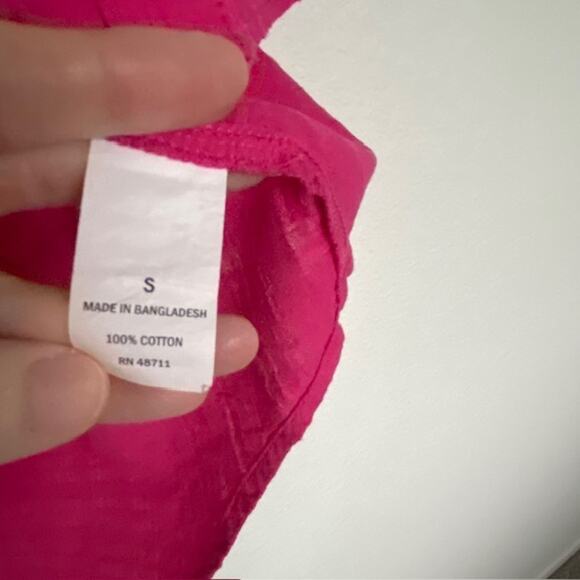 S
MADE IN BANGLADESH
100% COTTON
RN 48711